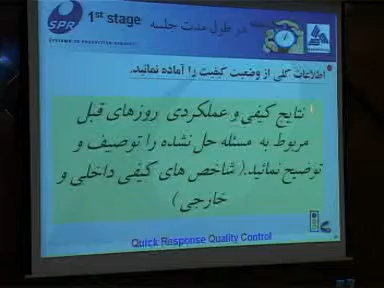 SPR
1st stage
در طول مدت جلسه
اطلاعات کلی از وضعیت کیفیت را آماده نمائید.
نتایج کیفی و عملکردی روزهای قبل
مربوط به مسئله حل نشده را توصیف و
توضیح نمائید.( شاخص های کیفی داخلی و
خارجی )
Quick Response Quality Control